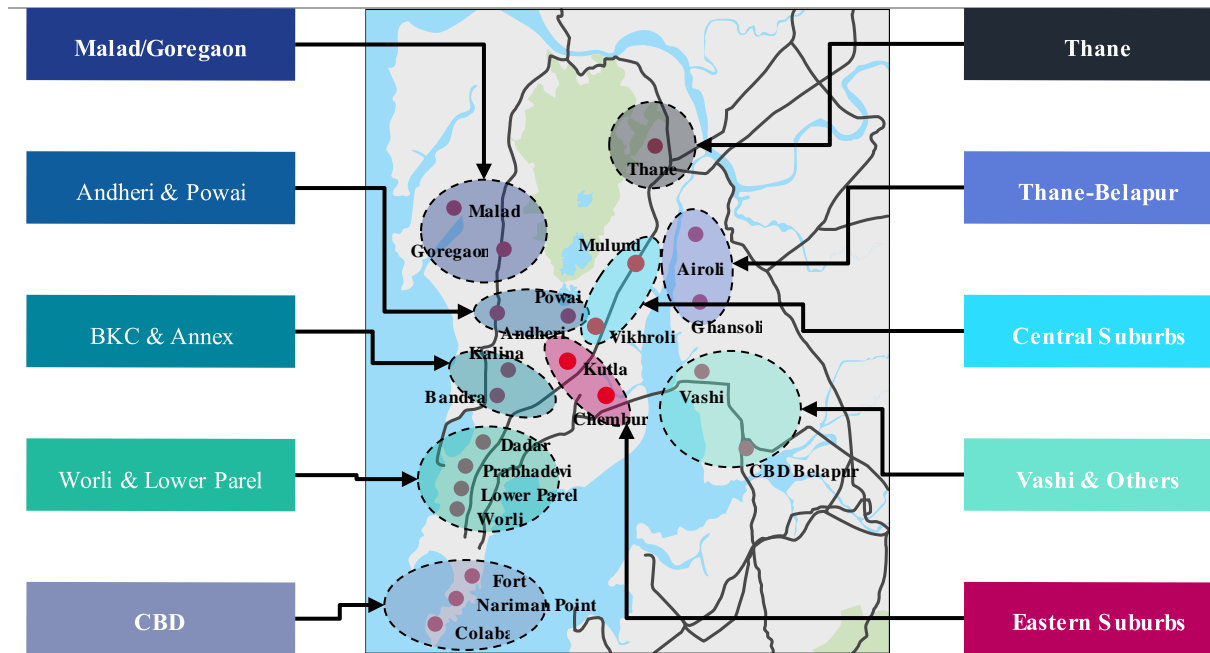 Malad/Goregaon
Andheri & Powai
BKC & Annex
Worli & Lower Parel
CBD
Thane
Malad
Goregaon
Mulund
Airoli
Powai
Andheri
Ghansoli
Vikhroli
Kalina
Kutla
Bandra
Vashi
Chembur
Dadar
Prabhadevi
CBD Belapur
Lower Parel
Worli
Fort
Nariman Point
Colaba
Thane
Thane-Belapur
Central Suburbs
Vashi & Others
Eastern Suburbs